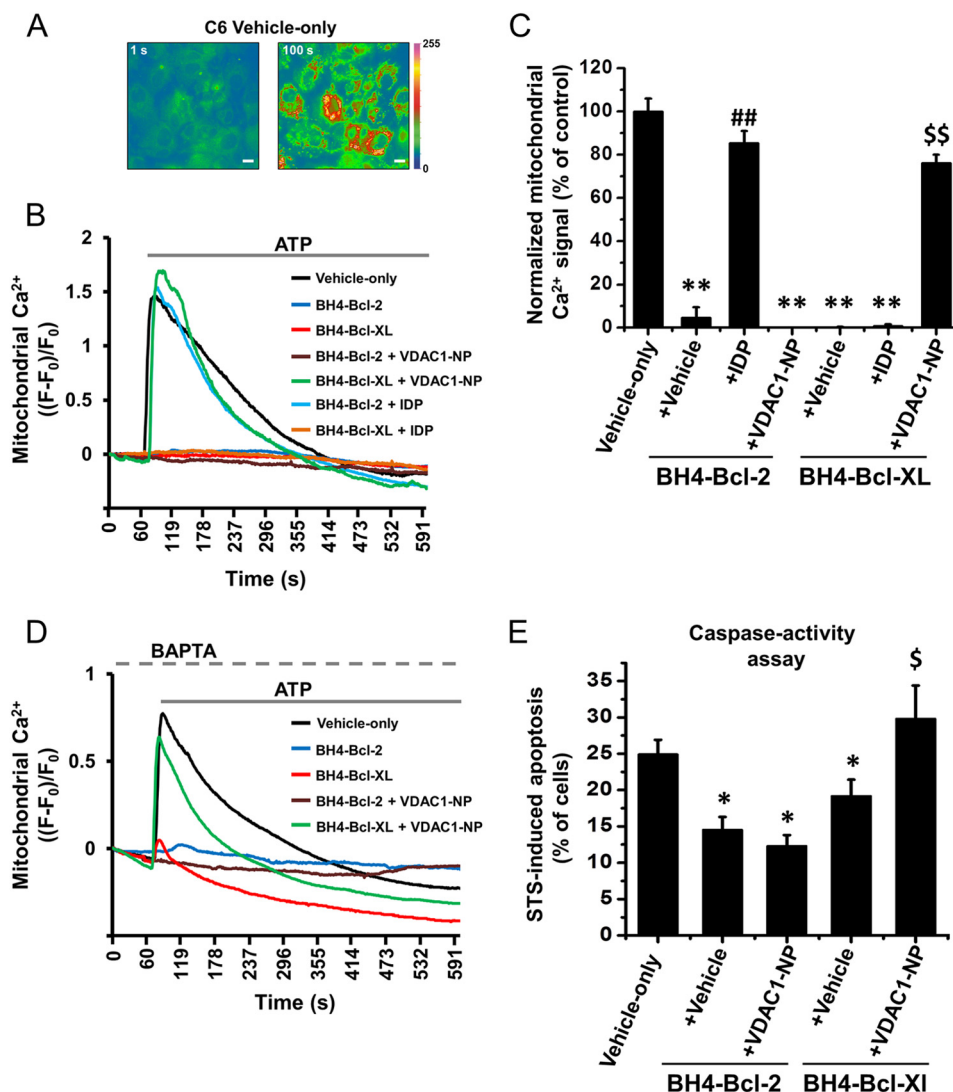 A
C6 Vehicle-only
1 s
100 s
255
0
B
ATP
Mitochondrial Ca2+
((F-F0)/F0)
2
1.5
1
0.5
0
Vehicle-only
BH4-Bcl-2
BH4-Bcl-XL
BH4-Bcl-2 + VDAC1-NP
BH4-Bcl-XL + VDAC1-NP
BH4-Bcl-2 + IDP
BH4-Bcl-XL + IDP
0 60 119 178 237 296 355 414 473 532 591
Time (s)
C
Normalized mitochondrial
Ca2+ signal (% of control)
120
100
80
60
40
20
0
** ## ** ** ** $$
Vehicle-only +Vehicle +IDP +VDAC1-NP +Vehicle +IDP +VDAC1-NP
BH4-Bcl-2 BH4-Bcl-XL
D
BAPTA
ATP
Mitochondrial Ca2+
((F-F0)/F0)
1
0.5
0
Vehicle-only
BH4-Bcl-2
BH4-Bcl-XL
BH4-Bcl-2 + VDAC1-NP
BH4-Bcl-XL + VDAC1-NP
0 60 119 178 237 296 355 414 473 532 591
Time (s)
E
Caspase-activity
assay
STS-induced apoptosis
(% of cells)
35
30
25
20
15
10
5
0
* * * $
Vehicle-only +Vehicle +VDAC1-NP +Vehicle +VDAC1-NP
BH4-Bcl-2 BH4-Bcl-Xl